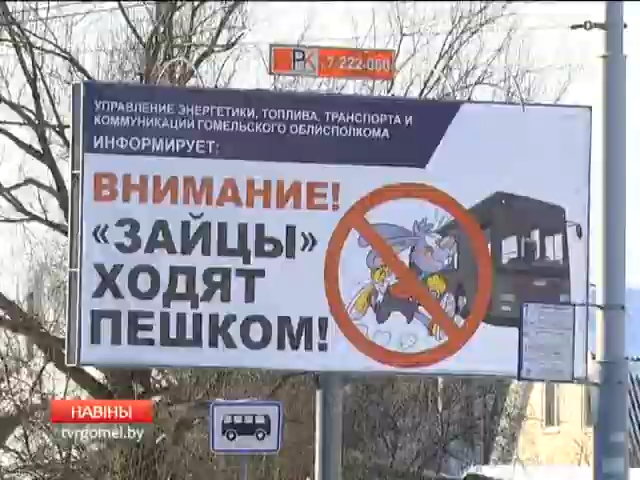 РК 7 222-000
УПРАВЛЕНИЕ ЭНЕРГЕТИКИ, ТОПЛИВА, ТРАНСПОРТА И
КОММУНИКАЦИЙ ГОМЕЛЬСКОГО ОБЛИСПОЛКОМА
ИНФОРМИРУЕТ:
ВНИМАНИЕ!
«ЗАЙЦЫ»
ХОДЯТ
ПЕШКОМ!
НАВІНЫ
tvrgomel.by